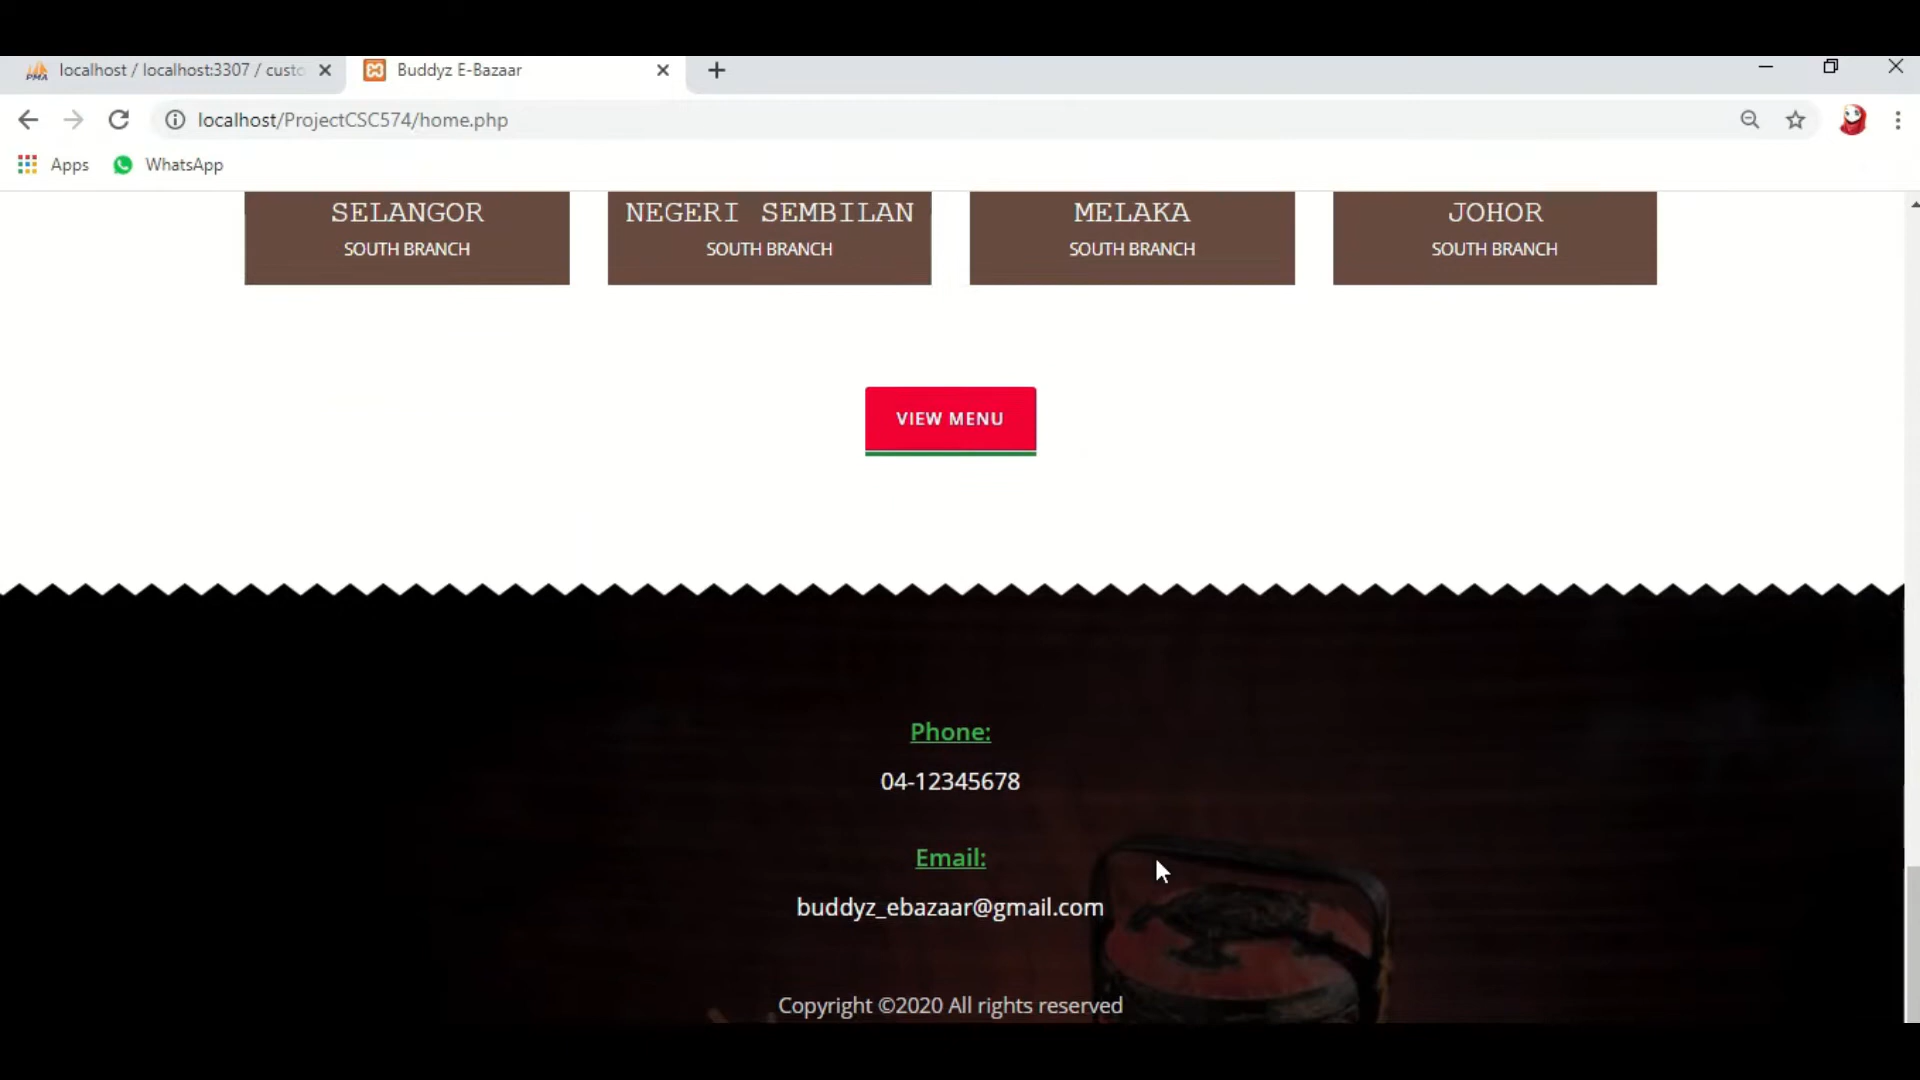 PMA localhost / localhost:3307 / custo
Buddyz E-Bazaar
localhost/ProjectCSC574/home.php
Apps
WhatsApp
SELANGOR
SOUTH BRANCH
NEGERI SEMBILAN
SOUTH BRANCH
MELAKA
SOUTH BRANCH
JOHOR
SOUTH BRANCH
VIEW MENU
Phone:
04-12345678
Email:
buddyz_ebazaar@gmail.com
Copyright ©2020 All rights reserved